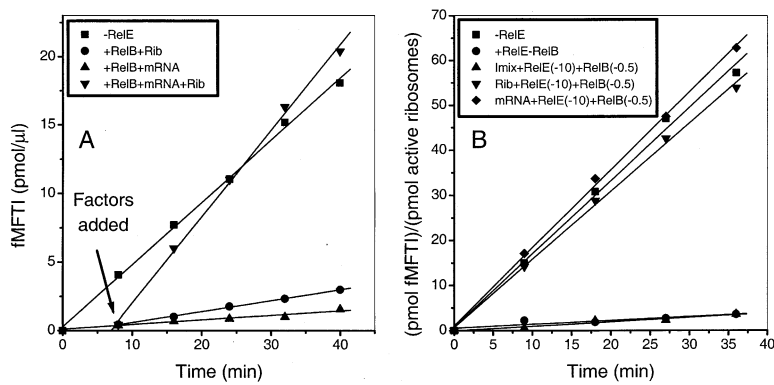 -RelE
+RelB+Rib
+RelB+mRNA
+RelB+mRNA+Rib
A
Factors
added
fMFTI (pmol/µl)
20
15
10
5
0
0
10
20
30
40
Time (min)
-RelE
+RelE-RelB
Imix+RelE(-10)+RelB(-0.5)
Rib+RelE(-10)+RelB(-0.5)
mRNA+RelE(-10)+RelB(-0.5)
B
(pmol fMFTI)/(pmol active ribosomes)
70
60
50
40
30
20
10
0
0
5
10
15
20
25
30
35
40
Time (min)